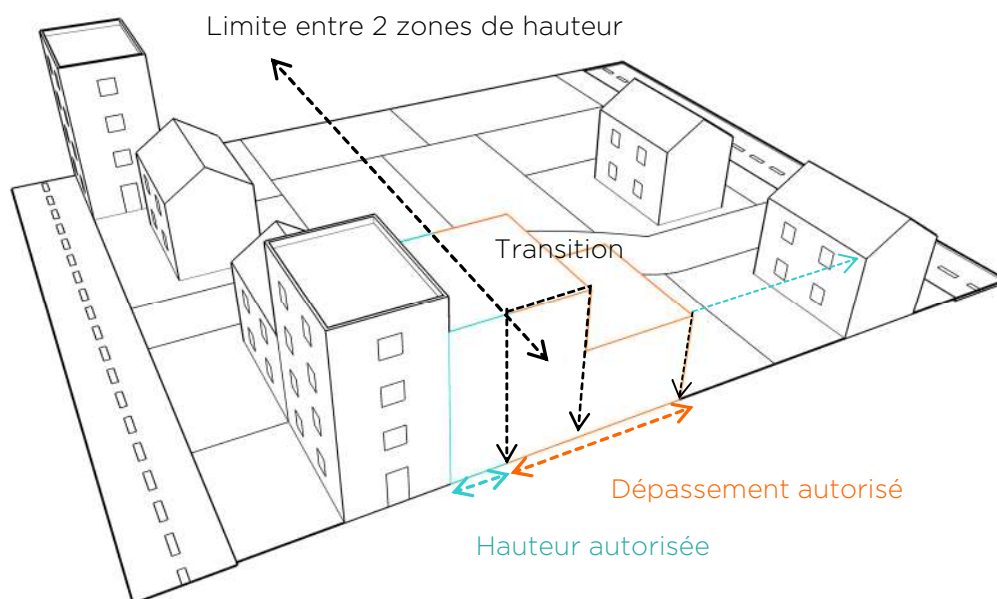 Limite entre 2 zones de hauteur
Transition
Dépassement autorisé
Hauteur autorisée